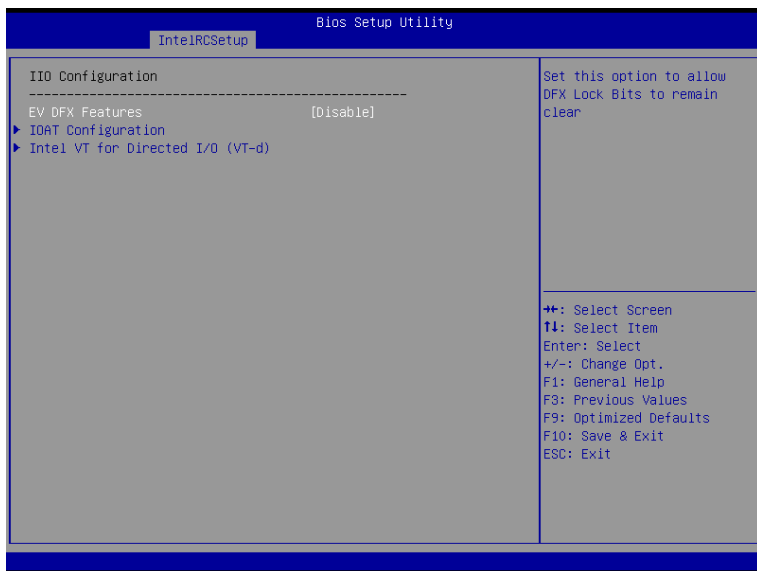 Bios Setup Utility
IntelRCSetup
IIO Configuration
--------------------------------------------------
EV DFX Features [Disable]
IOAT Configuration
Intel VT for Directed I/O (VT-d)
Set this option to allow
DFX Lock Bits to remain
clear
→←: Select Screen
↑↓: Select Item
Enter: Select
+/-: Change Opt.
F1: General Help
F3: Previous Values
F9: Optimized Defaults
F10: Save & Exit
ESC: Exit